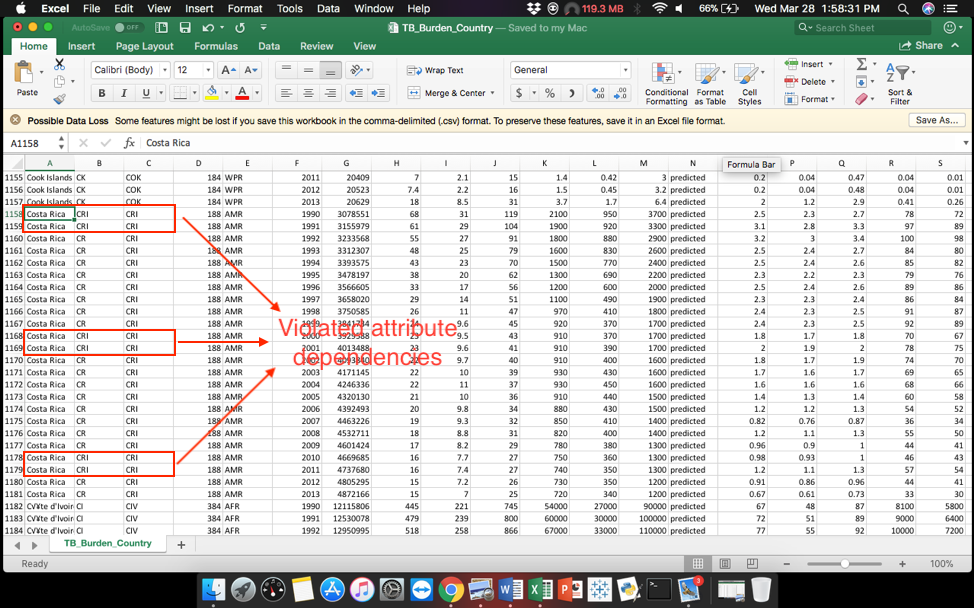 Excel File Edit View Insert Format Tools Data Window Help 119.3 MB 66% Wed Mar 28 1:58:31 PM
AutoSave OFF TB_Burden_Country — Saved to my Mac Search Sheet
Home Insert Page Layout Formulas Data Review View Share
Paste Calibri (Body) 12 A A Wrap Text General Insert
B I U A Merge & Center $ % Conditional Formatting Format as Table Cell Styles Delete Format Sort & Filter
Possible Data Loss Some features might be lost if you save this workbook in the comma-delimited (.csv) format. To preserve these features, save it in an Excel file format. Save As...
A1158 fx Costa Rica
Formula Bar
A B C D E F G H I J K L M N P Q R S
1155 Cook Islands CK COK 184 WPR 2011 20409 7 2.1 15 1.4 0.42 3 predicted 0.2 0.04 0.47 0.04 0.01
1156 Cook Islands CK COK 184 WPR 2012 20523 7.4 2.2 16 1.5 0.45 3.2 predicted 0.2 0.04 0.48 0.04 0.01
1157 Cook Islands CK COK 184 WPR 2013 20629 18 8.5 31 3.7 1.7 6.4 predicted 2 1.2 2.9 0.41 0.26
1158 Costa Rica CRI CRI 188 AMR 1990 3078551 68 31 119 2100 950 3700 predicted 2.5 2.3 2.7 78 72
1159 Costa Rica CRI CRI 188 AMR 1991 3155979 61 29 104 1900 920 3300 predicted 3.1 2.8 3.3 97 89
1160 Costa Rica CR CRI 188 AMR 1992 3233568 55 27 91 1800 880 2900 predicted 3.2 3 3.4 100 98
1161 Costa Rica CR CRI 188 AMR 1993 3312307 48 25 79 1600 830 2600 predicted 2.5 2.4 2.7 84 80
1162 Costa Rica CR CRI 188 AMR 1994 3393575 43 23 70 1500 770 2400 predicted 2.5 2.4 2.6 85 82
1163 Costa Rica CR CRI 188 AMR 1995 3478197 38 20 62 1300 690 2200 predicted 2.3 2.2 2.3 79 76
1164 Costa Rica CR CRI 188 AMR 1996 3566605 33 17 56 1200 600 2000 predicted 2.5 2.4 2.6 89 86
1165 Costa Rica CR CRI 188 AMR 1997 3658020 29 14 51 1100 490 1900 predicted 2.3 2.3 2.4 86 84
1166 Costa Rica CR CRI 188 AMR 1998 3750585 26 11 47 970 410 1800 predicted 2.4 2.3 2.5 91 87
1167 Costa Rica CR CRI 188 AMR 1999 9.6 45 920 370 1700 predicted 2.4 2.3 2.5 92 89
1168 Costa Rica CRI CRI 188 AMR 2000 3929588 9.5 43 910 370 1700 predicted 1.8 1.7 1.8 70 67
Violated attribute
1169 Costa Rica CRI CRI 188 AMR 2001 4013488 9.6 41 910 390 1700 predicted 2 1.9 2 78 75
dependencies
1170 Costa Rica CR CRI 188 AMR 2002 9.7 40 910 400 1600 predicted 1.8 1.7 1.9 74 70
1171 Costa Rica CR CRI 188 AMR 2003 4171145 22 10 39 930 430 1600 predicted 1.7 1.6 1.7 69 65
1172 Costa Rica CR CRI 188 AMR 2004 4246336 22 11 37 930 450 1600 predicted 1.6 1.6 1.6 68 66
1173 Costa Rica CR CRI 188 AMR 2005 4320130 21 10 36 910 440 1500 predicted 1.4 1.3 1.4 60 58
1174 Costa Rica CR CRI 188 AMR 2006 4392493 20 9.8 34 880 430 1500 predicted 1.2 1.2 1.3 54 52
1175 Costa Rica CR CRI 188 AMR 2007 4463226 19 9.3 32 850 410 1400 predicted 0.82 0.76 0.87 36 34
1176 Costa Rica CR CRI 188 AMR 2008 4532711 18 8.8 31 820 400 1400 predicted 1.2 1.1 1.3 55 50
1177 Costa Rica CR CRI 188 AMR 2009 4601424 17 8.2 29 780 380 1300 predicted 0.96 0.9 1 44 41
1178 Costa Rica CRI CRI 188 AMR 2010 4669685 16 7.7 27 750 360 1300 predicted 0.98 0.93 1 46 43
1179 Costa Rica CRI CRI 188 AMR 2011 4737680 16 7.4 27 740 350 1300 predicted 1.2 1.1 1.3 57 54
1180 Costa Rica CR CRI 188 AMR 2012 4805295 15 7.2 26 730 350 1200 predicted 0.91 0.86 0.96 44 41
1181 Costa Rica CR CRI 188 AMR 2013 4872166 15 7 25 720 340 1200 predicted 0.67 0.61 0.73 33 30
1182 CV¥te d'Ivoir CI CIV 384 AFR 1990 12115806 445 221 745 54000 27000 90000 predicted 67 48 87 8100 5800
1183 CV¥te d'Ivoir CI CIV 384 AFR 1991 12530078 479 239 800 60000 30000 100000 predicted 72 51 89 9000 6400
1184 CV¥te d'Ivoir CI CIV 384 AFR 1992 12950995 518 258 866 67000 33000 110000 predicted 77 55 92 10000 7200
TB_Burden_Country +
Ready 100%